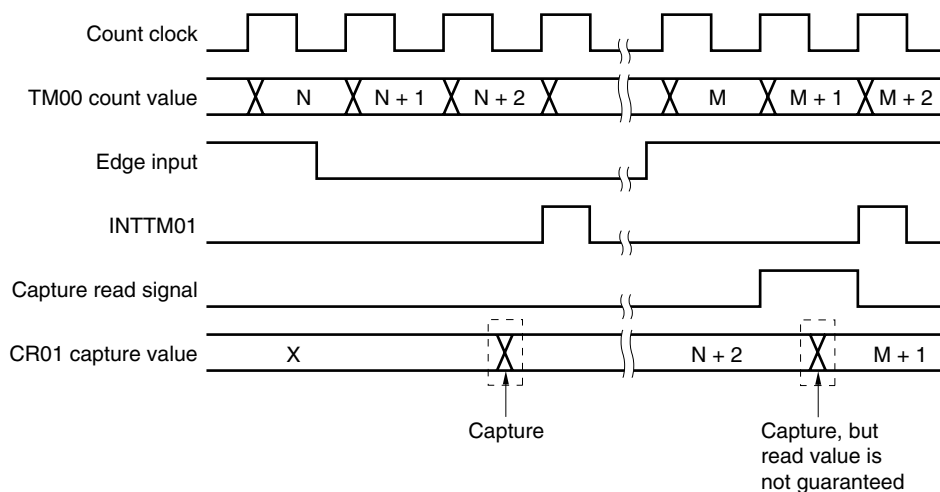 Count clock
TM00 count value
N
N + 1
N + 2
M
M + 1
M + 2
Edge input
INTTM01
Capture read signal
CR01 capture value
X
N + 2
M + 1
Capture
Capture, but
read value is
not guaranteed